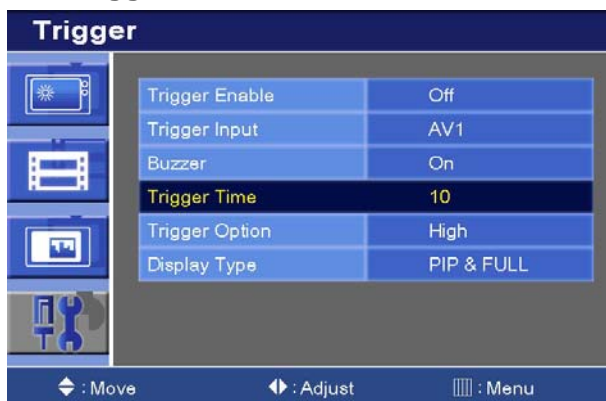 Trigger
Trigger Enable Off
Trigger Input AV1
Buzzer On
Trigger Time 10
Trigger Option High
Display Type PIP & FULL
: Move : Adjust : Menu